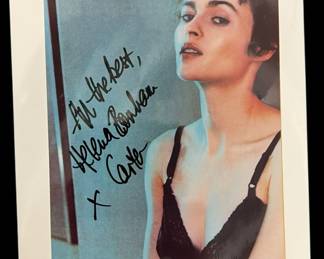 All the best,
Helena Bonham
Carter
x